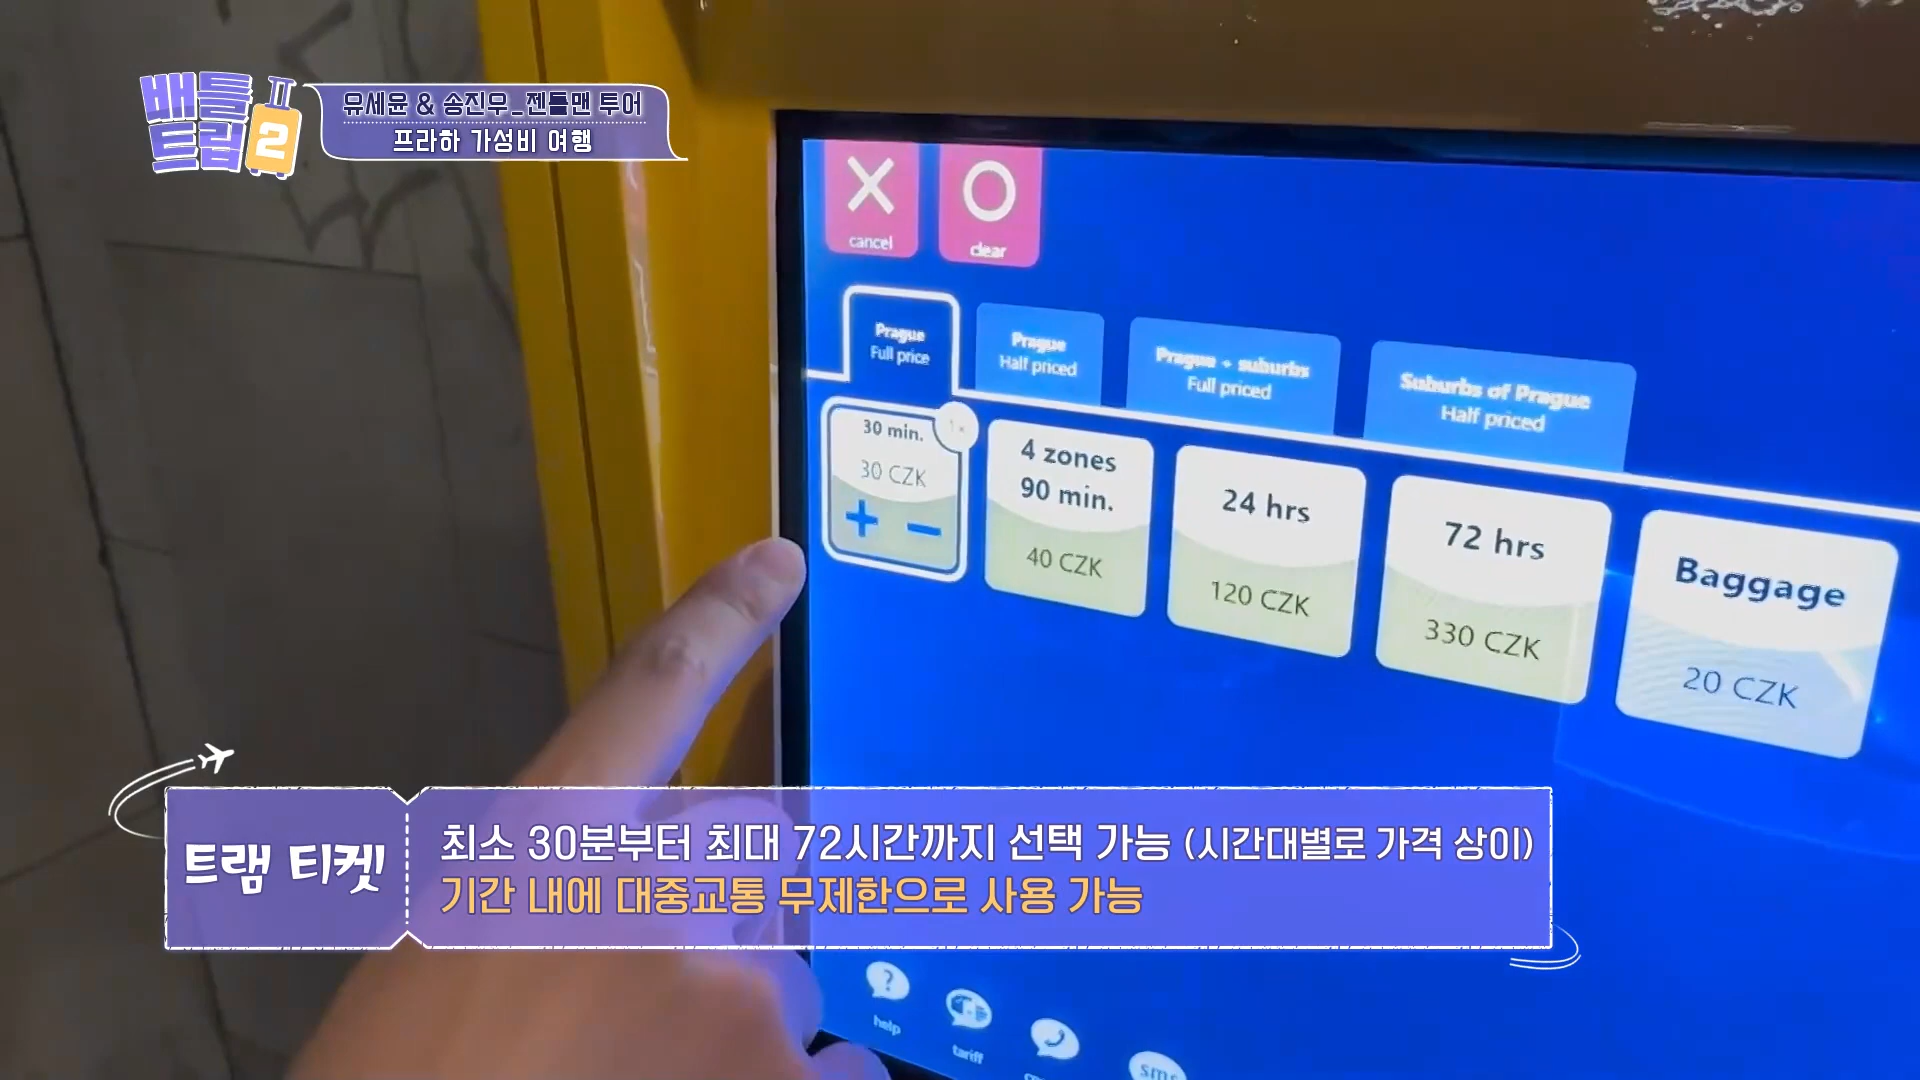 배틀
트립
2
유세윤 & 송진우_젠틀맨 투어
프라하 가성비 여행
cancel
clear
Prague
Full price
Prague
Half priced
Prague + suburbs
Full priced
Suburbs of Prague
Half priced
30 min.
30 CZK
1x
4 zones
90 min.
40 CZK
24 hrs
120 CZK
72 hrs
330 CZK
Baggage
20 CZK
트램 티켓
최소 30분부터 최대 72시간까지 선택 가능 (시간대별로 가격 상이)
기간 내에 대중교통 무제한으로 사용 가능
help
tariff
sms